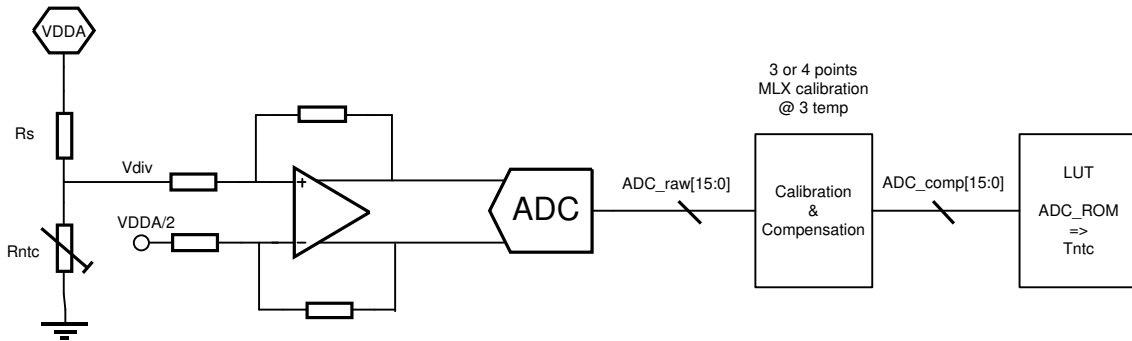 VDDA
Rs
Rntc
Vdiv
VDDA/2
+
−
ADC
ADC_raw[15:0]
3 or 4 points
MLX calibration
@ 3 temp
Calibration
&
Compensation
ADC_comp[15:0]
LUT
ADC_ROM
=>
Tntc